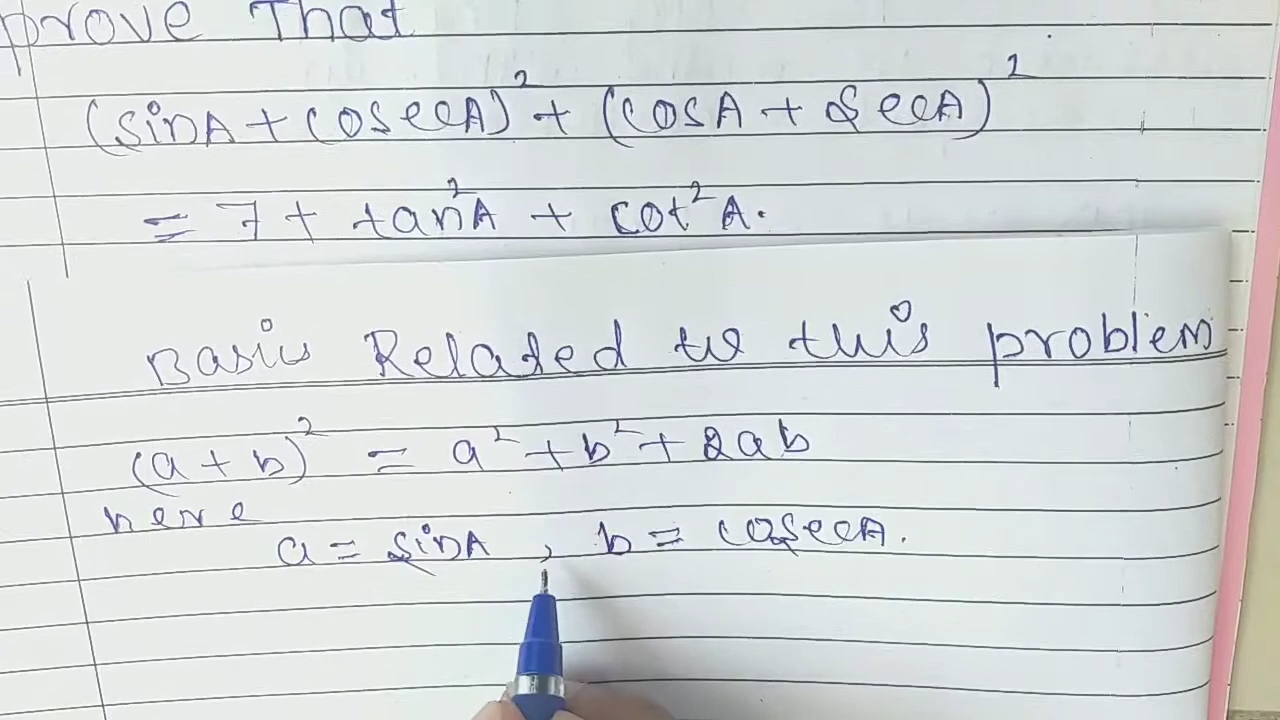 prove That
(sinA + cosecA)² + (cosA + secA)²
= 7 + tan²A + cot²A.
Basics Related to this problem
(a + b)² = a² + b² + 2ab
here
a = sinA , b = cosecA.